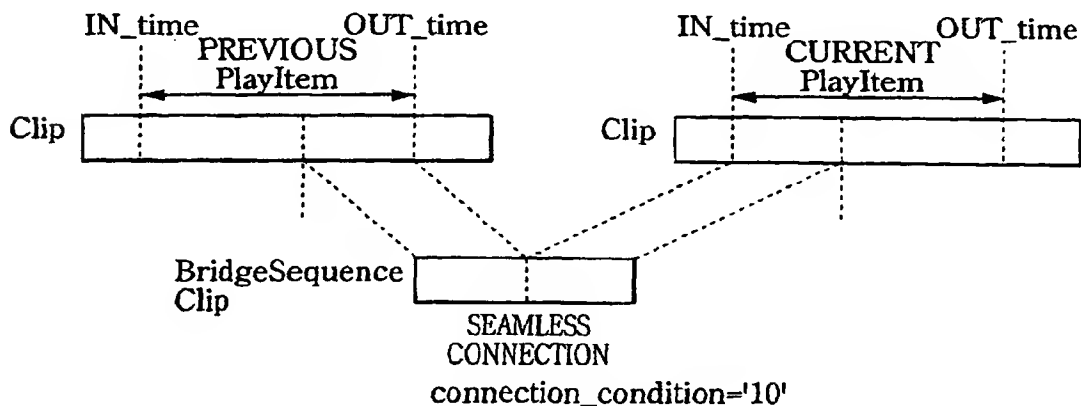 IN_time
OUT_time
PREVIOUS
PlayItem
Clip
IN_time
OUT_time
CURRENT
PlayItem
Clip
BridgeSequence
Clip
SEAMLESS
CONNECTION
connection_condition='10'